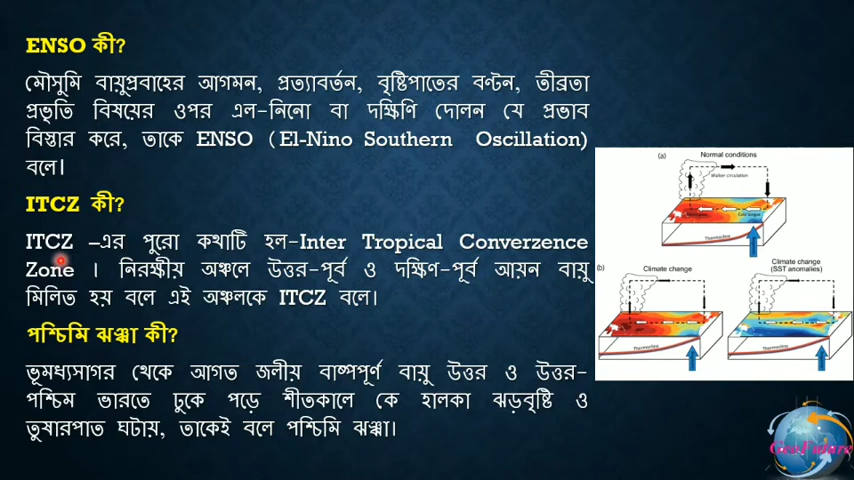 ENSO কী?
মৌসুমি বায়ুপ্রবাহের আগমন, প্রত্যাবর্তন, বৃষ্টিপাতের বণ্টন, তীব্রতা
প্রভৃতি বিষয়ের ওপর এল-নিনো বা দক্ষিণি দোলন যে প্রভাব
বিস্তার করে, তাকে ENSO ( El-Nino Southern Oscillation)
বলে।
ITCZ কী?
ITCZ –এর পুরো কথাটি হল-Inter Tropical Converzence
Zone । নিরক্ষীয় অঞ্চলে উত্তর-পূর্ব ও দক্ষিণ-পূর্ব আয়ন বায়ু
মিলিত হয় বলে এই অঞ্চলকে ITCZ বলে।
পশ্চিমি ঝঞ্ঝা কী?
ভূমধ্যসাগর থেকে আগত জলীয় বাষ্পপূর্ণ বায়ু উত্তর ও উত্তর-
পশ্চিম ভারতে ঢুকে পড়ে শীতকালে কে হালকা ঝড়বৃষ্টি ও
তুষারপাত ঘটায়, তাকেই বলে পশ্চিমি ঝঞ্ঝা।
(a)
Normal conditions
Walker circulation
Cold tongue
Thermocline
(b)
Climate change
Climate change
(SST anomalies)
Thermocline
Thermocline
GeoFuture